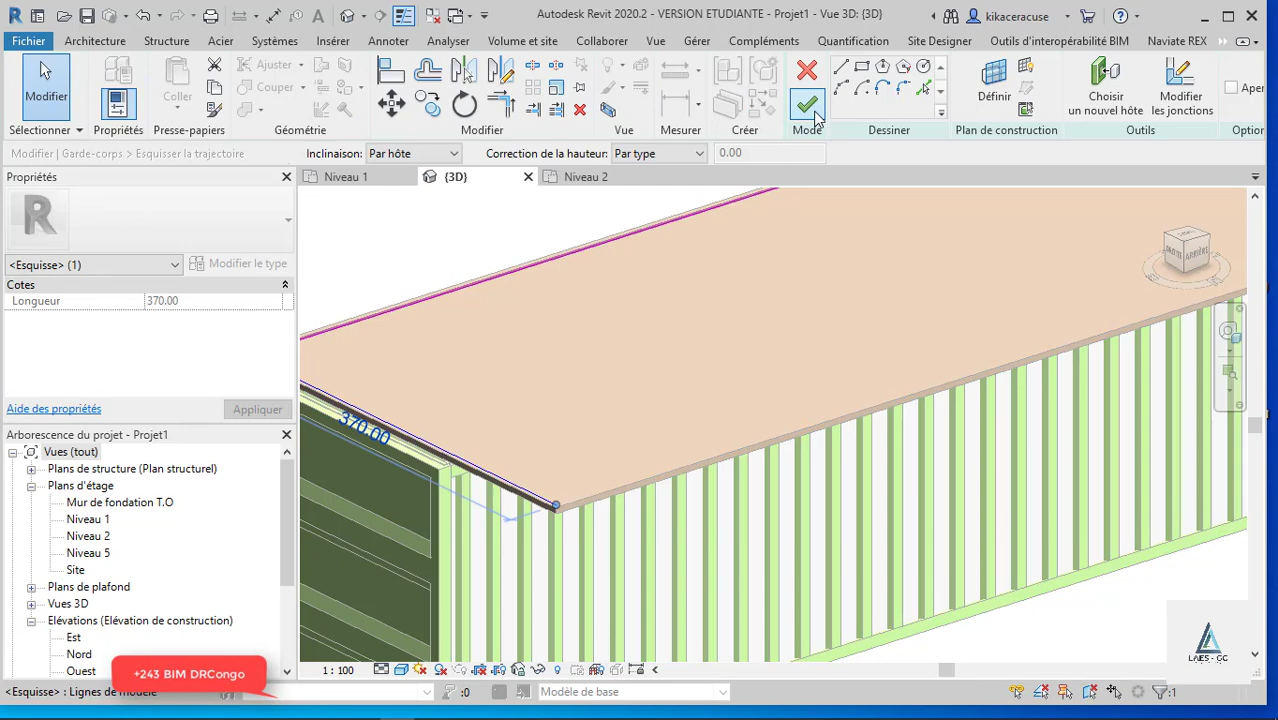 Autodesk Revit 2020.2 - VERSION ETUDIANTE - Projet1 - Vue 3D: {3D}
kikaceracuse
Fichier Architecture Structure Acier Systèmes Insérer Annoter Analyser Volume et site Collaborer Vue Gérer Compléments Quantification Site Designer Outils d'interopérabilité BIM Naviate REX
Modifier
Propriétés
Coller
Ajuster
Couper
Définir
Choisir
un nouvel hôte
Modifier
les jonctions
Aper
Sélectionner Propriétés Presse-papiers Géométrie Modifier Vue Mesurer Créer Mode Dessiner Plan de construction Outils Option
Modifier | Garde-corps > Esquisser la trajectoire
Inclinaison: Par hôte Correction de la hauteur: Par type 0.00
Propriétés
Niveau 1 {3D} Niveau 2
R
<Esquisse> (1) Modifier le type
Cotes
Longueur 370.00
Aide des propriétés Appliquer
Arborescence du projet - Projet1
Vues (tout)
Plans de structure (Plan structurel)
Plans d'étage
Mur de fondation T.O
Niveau 1
Niveau 2
Niveau 5
Site
Plans de plafond
Vues 3D
Elévations (Elévation de construction)
Est
Nord
Ouest
370.00
DROITE
ARRIÈRE
LAES - GC
+243 BIM DRCongo
1 : 100
<Esquisse> : Lignes de modèle
:0
Modèle de base
:1